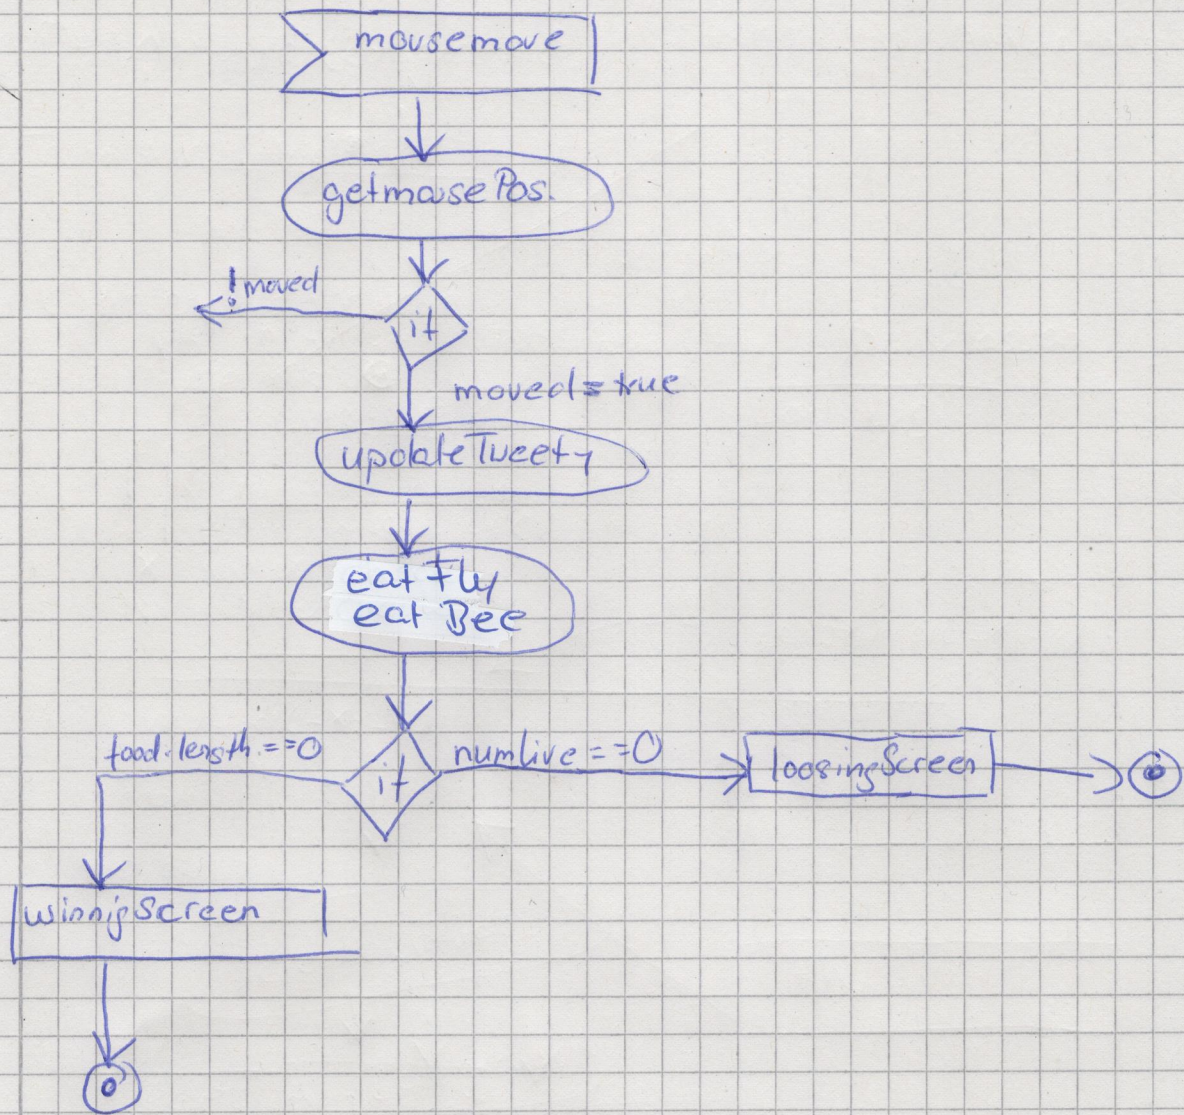 mousemove
getmousePos.
!moved
if
moved = true
updateTweety
eat Fly
eat Bee
food.length.==0
if
numlive==0
loosingScreen
winnigScreen